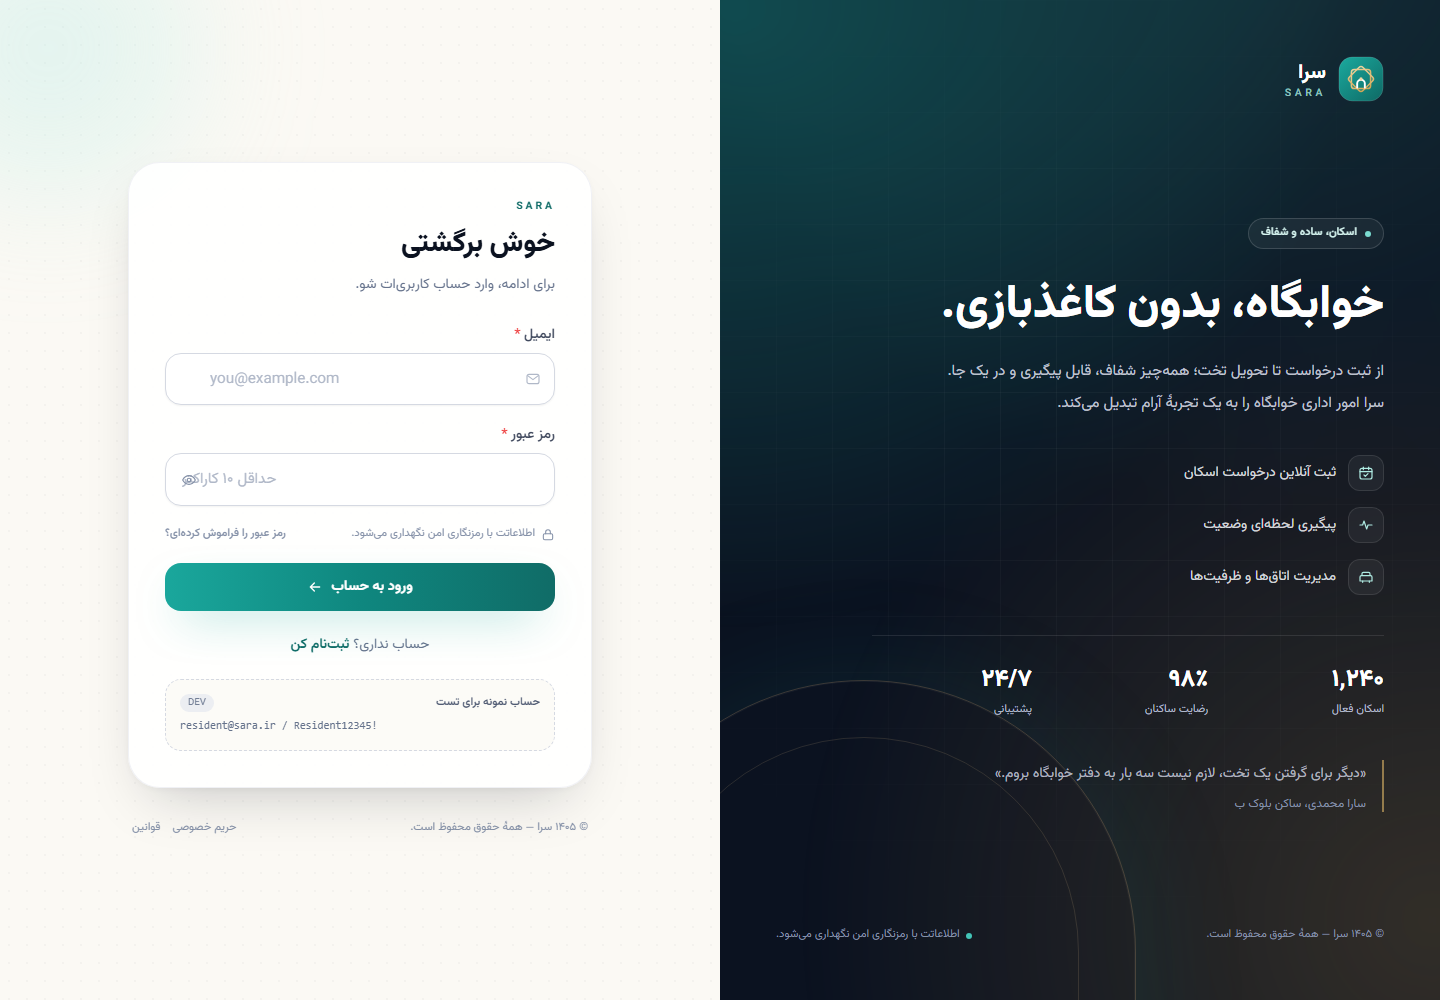 سرا
SARA
اسکان، ساده و شفاف
خوابگاه، بدون کاغذبازی.
از ثبت درخواست تا تحویل تخت؛ همه‌چیز شفاف، قابل پیگیری و در یک جا.
سرا امور اداری خوابگاه را به یک تجربهٔ آرام تبدیل می‌کند.
ثبت آنلاین درخواست اسکان
پیگیری لحظه‌ای وضعیت
مدیریت اتاق‌ها و ظرفیت‌ها
۱,۲۴۰
اسکان فعال
۹۸٪
رضایت ساکنان
۲۴/۷
پشتیبانی
«دیگر برای گرفتن یک تخت، لازم نیست سه بار به دفتر خوابگاه بروم.»
سارا محمدی، ساکن بلوک ب
© ۱۴۰۵ سرا — همهٔ حقوق محفوظ است.
اطلاعاتت با رمزنگاری امن نگهداری می‌شود.
SARA
خوش برگشتی
برای ادامه، وارد حساب کاربری‌ات شو.
ایمیل *
you@example.com
رمز عبور *
حداقل ۱۰ کاراکتر
اطلاعاتت با رمزنگاری امن نگهداری می‌شود.
رمز عبور را فراموش کرده‌ای؟
ورود به حساب
حساب نداری؟ ثبت‌نام کن
حساب نمونه برای تست
DEV
resident@sara.ir / Resident12345!
© ۱۴۰۵ سرا — همهٔ حقوق محفوظ است.
حریم خصوصی
قوانین